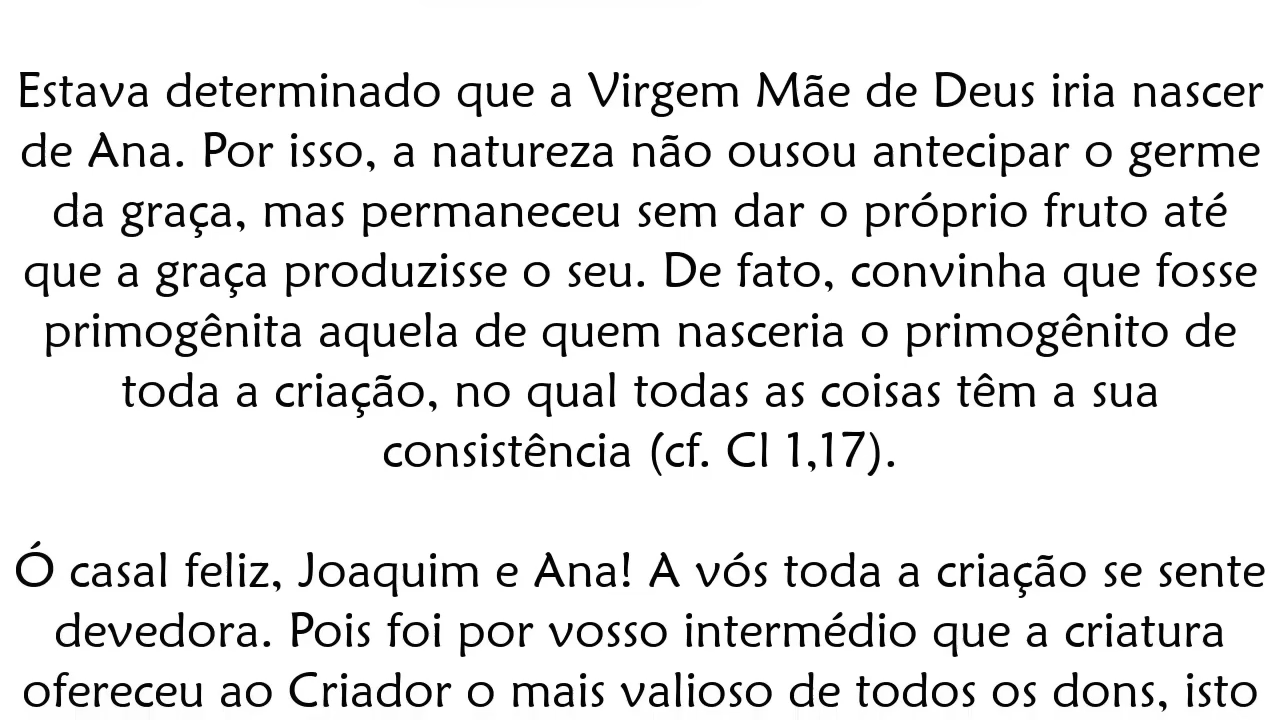 Estava determinado que a Virgem Mãe de Deus iria nascer
de Ana. Por isso, a natureza não ousou antecipar o germe
da graça, mas permaneceu sem dar o próprio fruto até
que a graça produzisse o seu. De fato, convinha que fosse
primogênita aquela de quem nasceria o primogênito de
toda a criação, no qual todas as coisas têm a sua
consistência (cf. Cl 1,17).
Ó casal feliz, Joaquim e Ana! A vós toda a criação se sente
devedora. Pois foi por vosso intermédio que a criatura
ofereceu ao Criador o mais valioso de todos os dons, isto